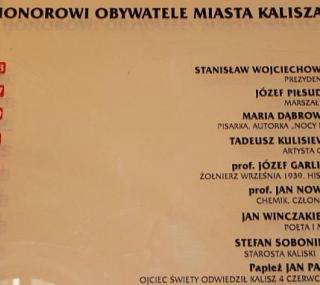 HONOROWI OBYWATELE MIASTA KALISZA
STANISŁAW WOJCIECHOW
PREZYDEN
JÓZEF PIŁSUD
MARSZAŁ
MARIA DĄBROW
PISARKA, AUTORKA „NOCY I
TADEUSZ KULISIEW
ARTYSTA G
prof. JÓZEF GARLI
ŻOŁNIERZ WRZEŚNIA 1939, HIS
prof. JAN NOW
CHEMIK, CZŁON
JAN WINCZAKIE
POETA I
STEFAN SOBONIE
STAROSTA KALISKI
Papież JAN PA
OJCIEC ŚWIĘTY ODWIEDZIŁ KALISZ 4 CZERWC